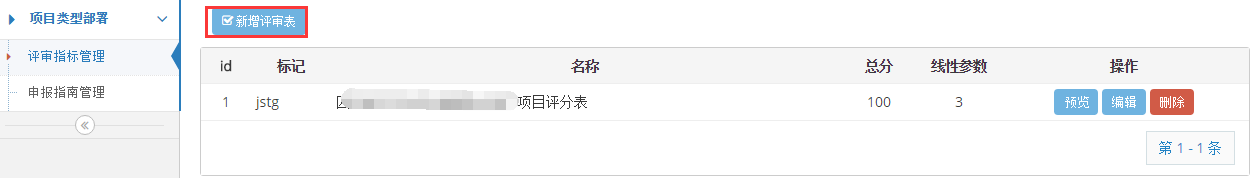 项目类型部署
评审指标管理
申报指南管理
新增评审表
id 标记 名称 总分 线性参数 操作
1 jstg 项目评分表 100 3 预览 编辑 删除
第 1 - 1 条